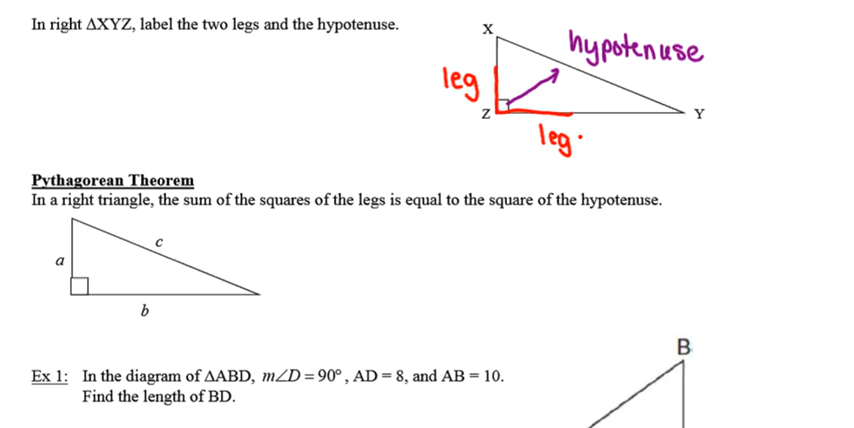 In right ΔXYZ, label the two legs and the hypotenuse.
X
hypotenuse
leg
Z
Y
leg.
Pythagorean Theorem
In a right triangle, the sum of the squares of the legs is equal to the square of the hypotenuse.
c
a
b
B
Ex 1: In the diagram of ΔABD, m∠D = 90°, AD = 8, and AB = 10.
Find the length of BD.